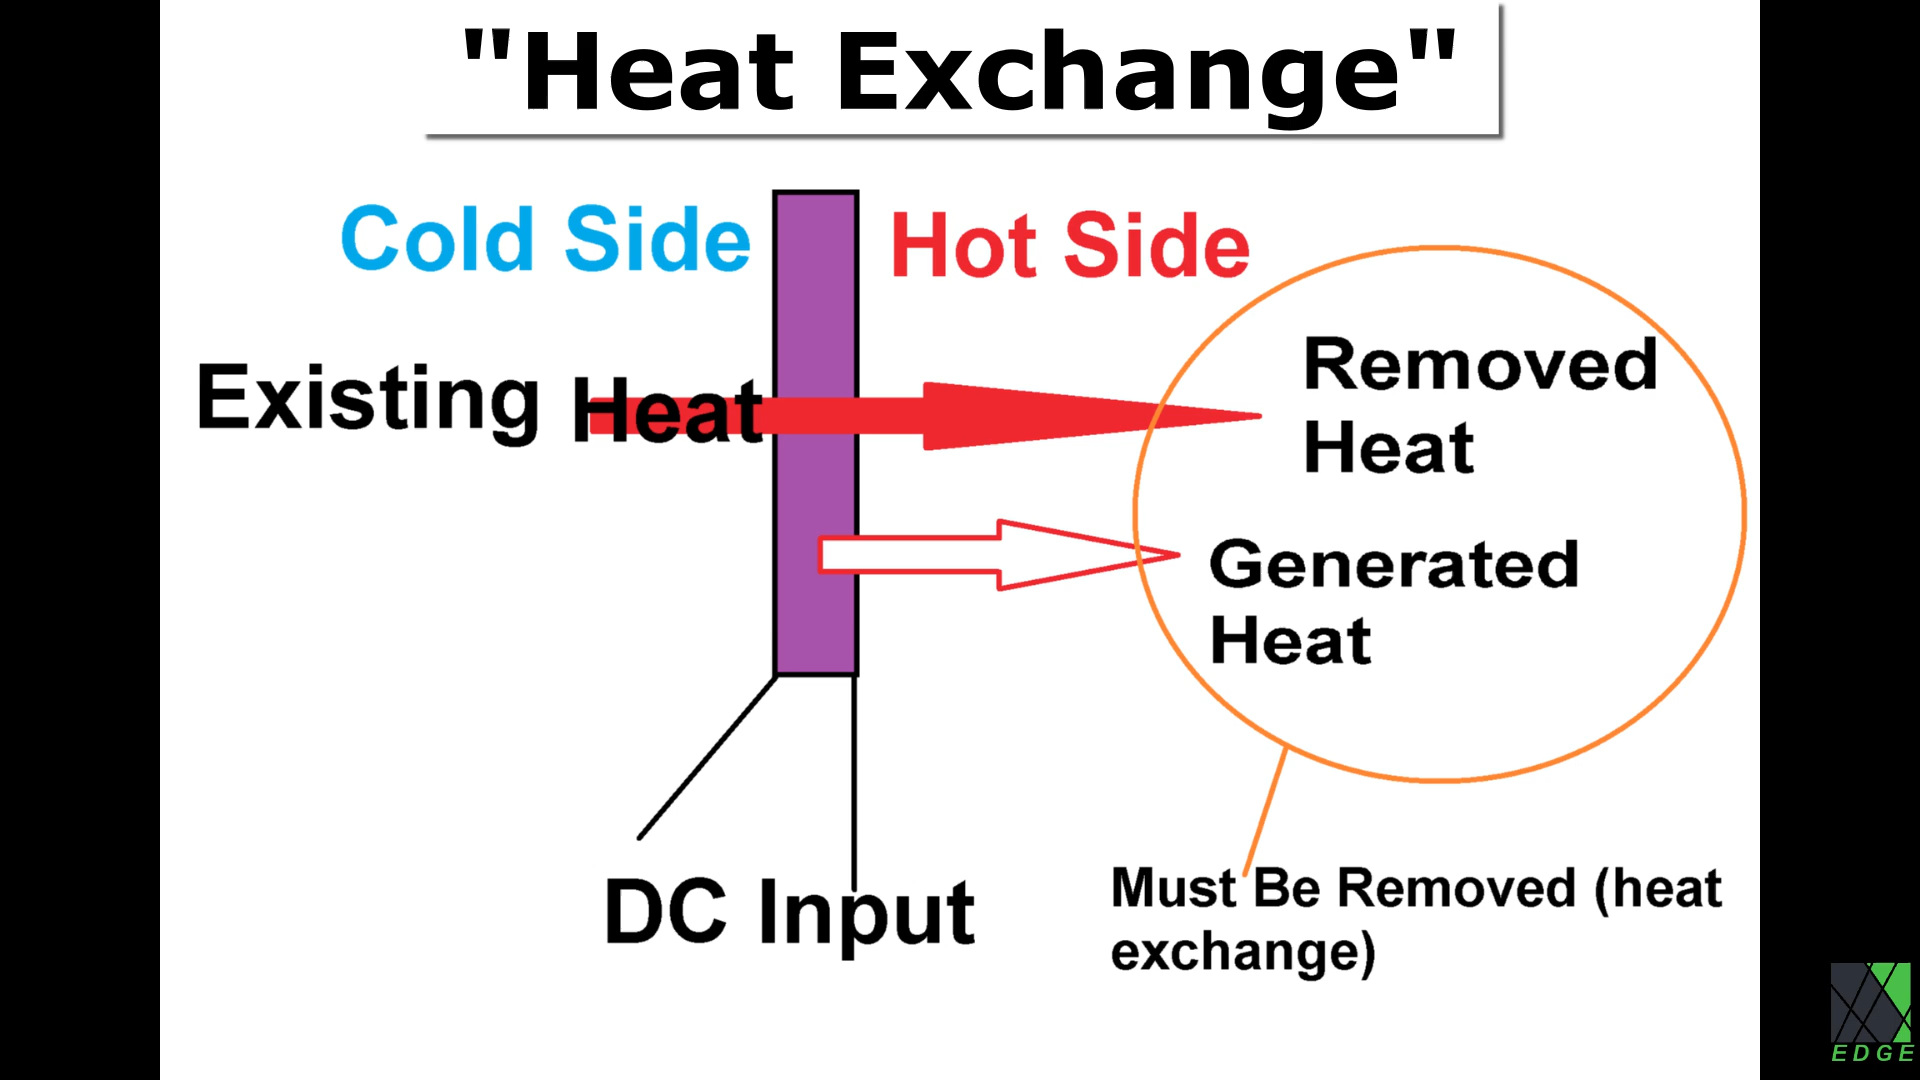 "Heat Exchange"
Cold Side
Hot Side
Existing Heat
Removed
Heat
Generated
Heat
DC Input
Must Be Removed (heat
exchange)
EDGE